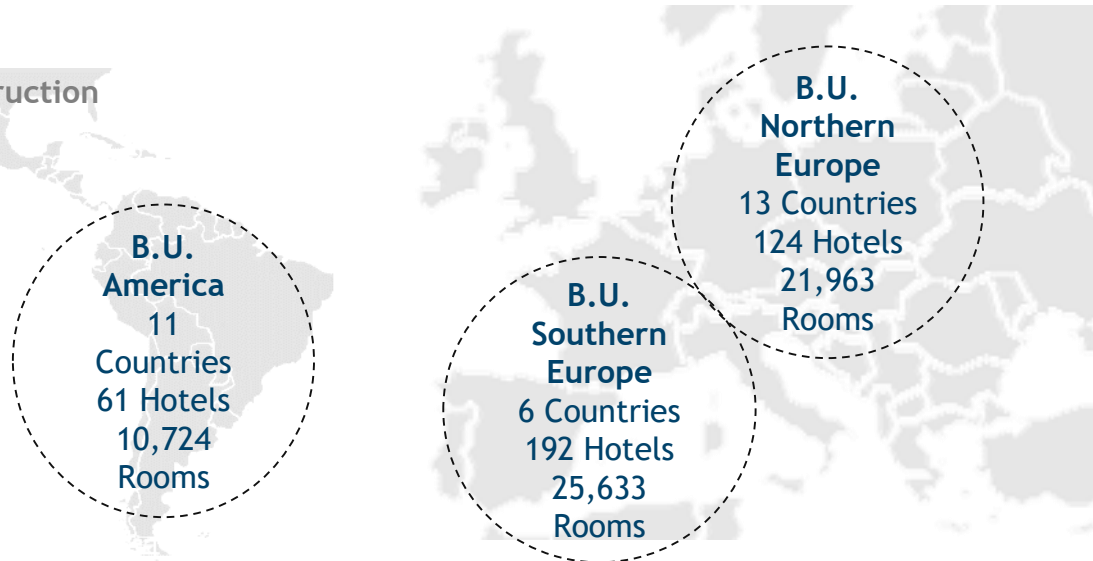 ruction
B.U.
America
11
Countries
61 Hotels
10,724
Rooms
B.U.
Southern
Europe
6 Countries
192 Hotels
25,633
Rooms
B.U.
Northern
Europe
13 Countries
124 Hotels
21,963
Rooms